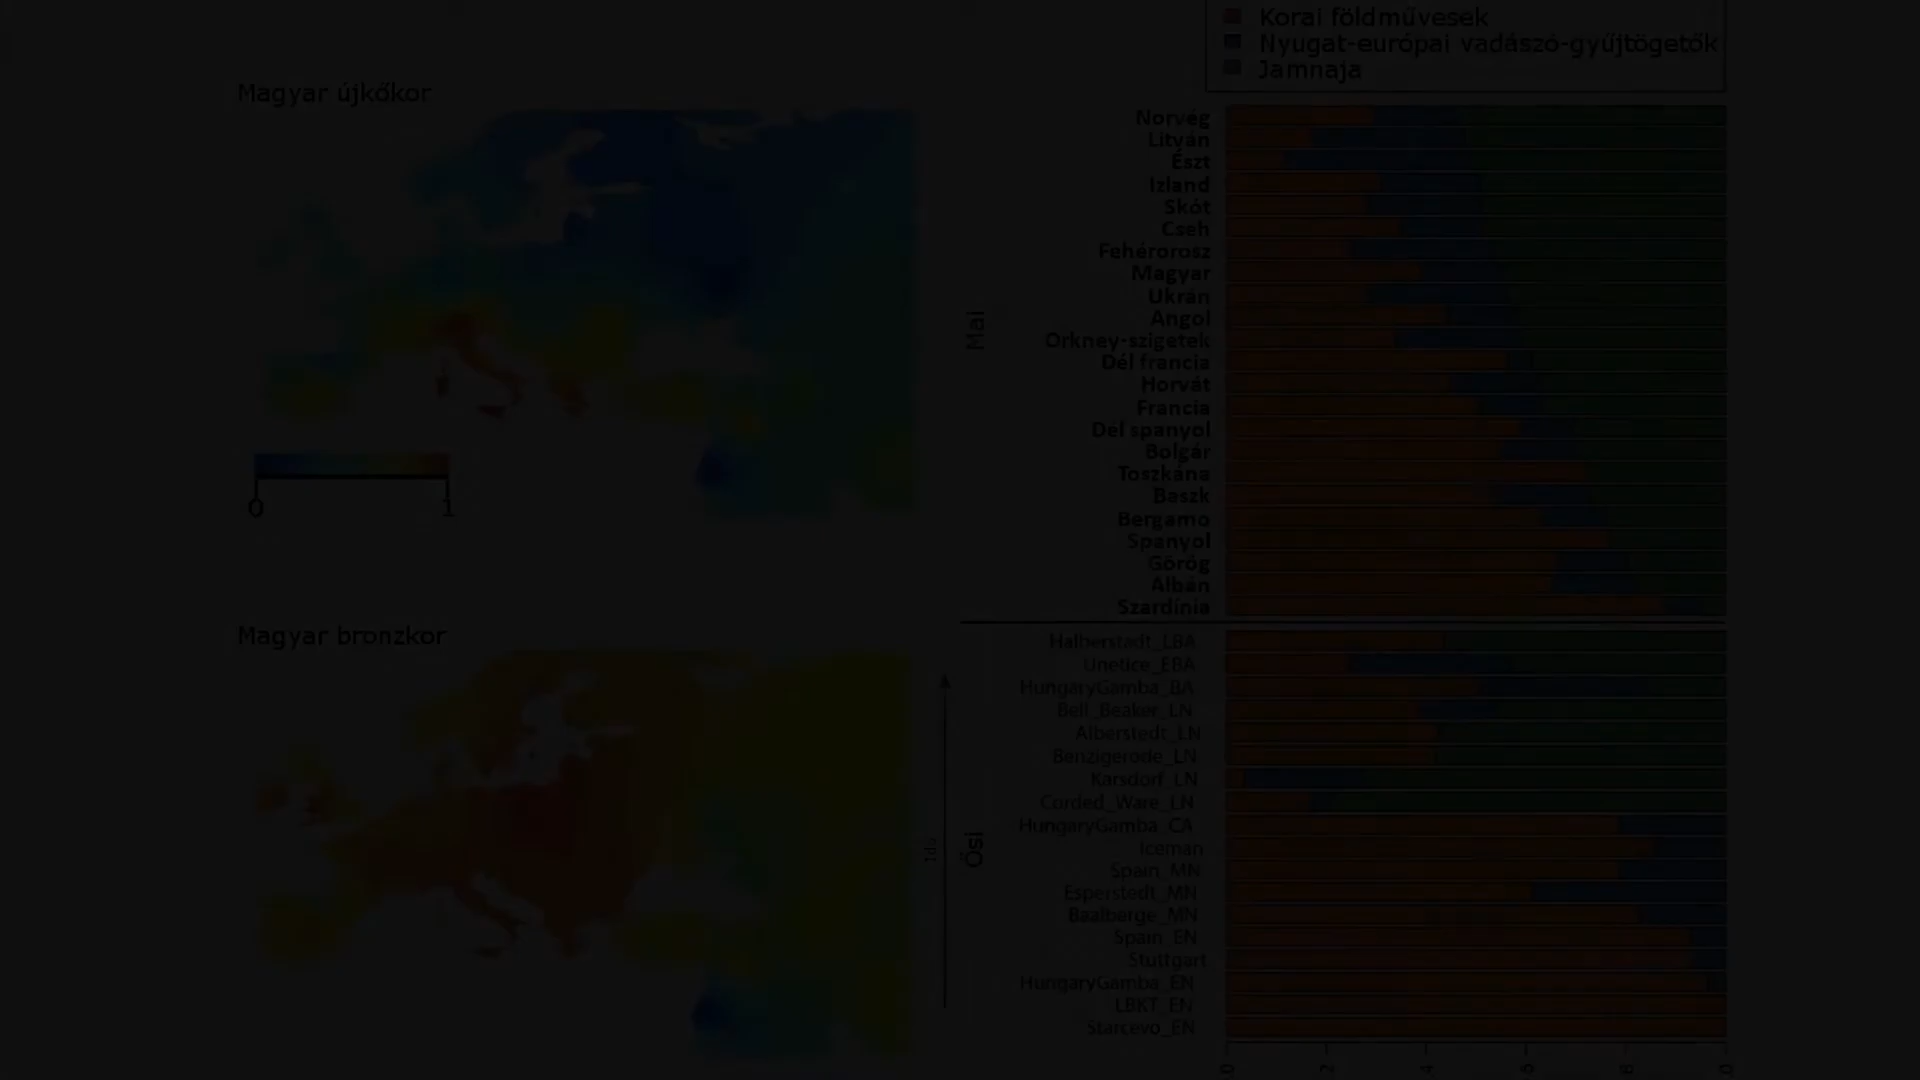 Korai földművesek
Nyugat-európai vadászó-gyűjtögetők
Jamnaja
Magyar újkőkor
0 1
Magyar bronzkor
Mai
Norvég
Litván
Észt
Izland
Skót
Cseh
Fehérorosz
Magyar
Ukrán
Angol
Orkney-szigetek
Dél francia
Horvát
Francia
Dél spanyol
Bolgár
Toszkána
Baszk
Bergamo
Spanyol
Görög
Albán
Szardínia
Idő
Ősi
Halberstadt_LBA
Unetice_EBA
HungaryGamba_BA
Bell_Beaker_LN
Alberstedt_LN
Benzigerode_LN
Karsdorf_LN
Corded_Ware_LN
HungaryGamba_CA
Iceman
Spain_MN
Esperstedt_MN
Baalberge_MN
Spain_EN
Stuttgart
HungaryGamba_EN
LBKT_EN
Starcevo_EN